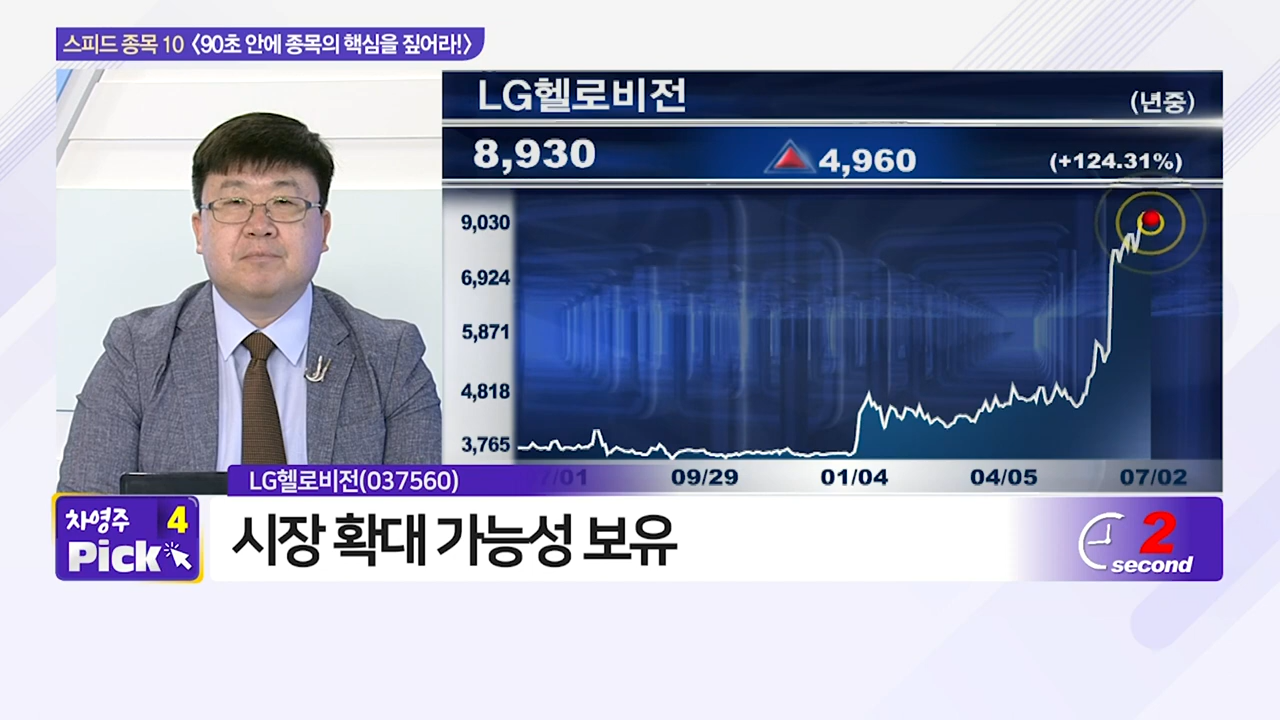 스피드 종목 10 〈90초 안에 종목의 핵심을 짚어라!〉
LG헬로비전
(년중)
8,930
4,960
(+124.31%)
9,030
6,924
5,871
4,818
3,765
/01
09/29
01/04
04/05
07/02
LG헬로비전(037560)
차영주
4
Pick
시장 확대 가능성 보유
2
second